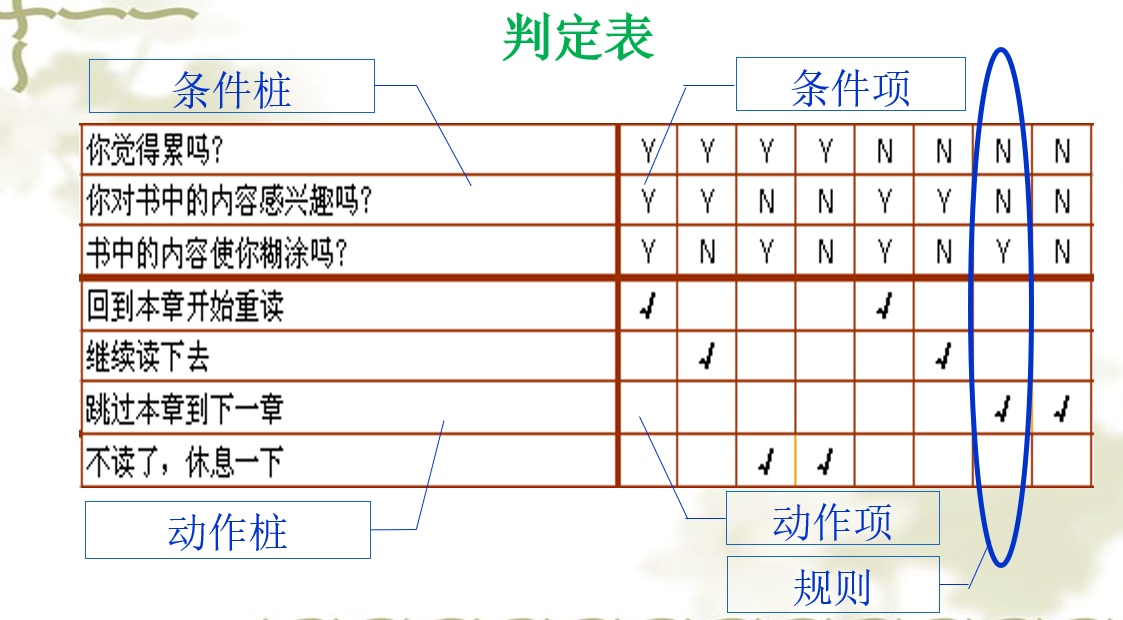 判定表
条件桩
条件项
你觉得累吗? Y Y Y Y N N N N
你对书中的内容感兴趣吗? Y Y N N Y Y N N
书中的内容使你糊涂吗? Y N Y N Y N Y N
回到本章开始重读 √ √
继续读下去 √ √
跳过本章到下一章 √ √
不读了，休息一下 √ √
动作桩
动作项
规则